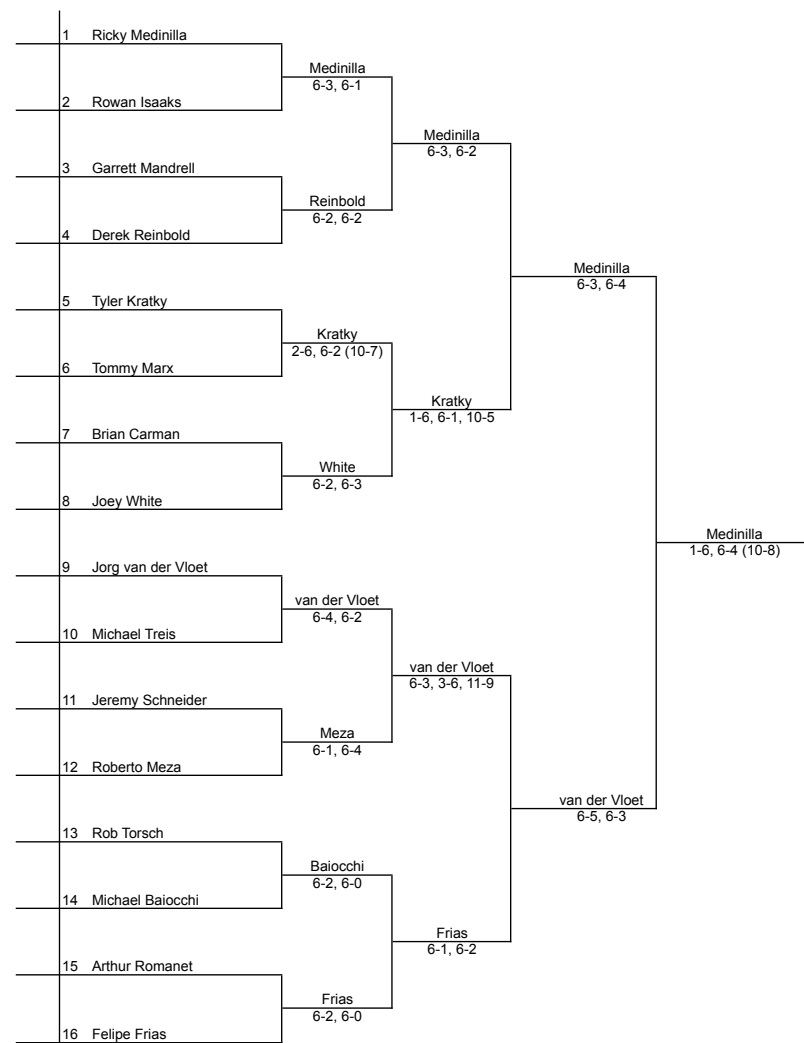 1 Ricky Medinilla
Medinilla
6-3, 6-1
2 Rowan Isaaks
Medinilla
6-3, 6-2
3 Garrett Mandrell
Reinbold
6-2, 6-2
4 Derek Reinbold
Medinilla
6-3, 6-4
5 Tyler Kratky
Kratky
2-6, 6-2 (10-7)
6 Tommy Marx
Kratky
1-6, 6-1, 10-5
7 Brian Carman
White
6-2, 6-3
8 Joey White
Medinilla
1-6, 6-4 (10-8)
9 Jorg van der Vloet
van der Vloet
6-4, 6-2
10 Michael Treis
van der Vloet
6-3, 3-6, 11-9
11 Jeremy Schneider
Meza
6-1, 6-4
12 Roberto Meza
van der Vloet
6-5, 6-3
13 Rob Torsch
Baiocchi
6-2, 6-0
14 Michael Baiocchi
Frias
6-1, 6-2
15 Arthur Romanet
Frias
6-2, 6-0
16 Felipe Frias